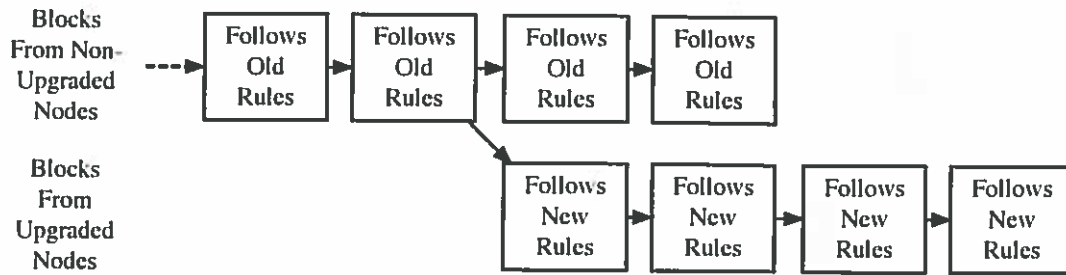 Blocks
From Non-
Upgraded
Nodes
Follows
Old
Rules
Follows
Old
Rules
Follows
Old
Rules
Follows
Old
Rules
Blocks
From
Upgraded
Nodes
Follows
New
Rules
Follows
New
Rules
Follows
New
Rules
Follows
New
Rules